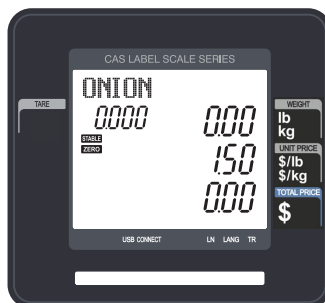 CAS LABEL SCALE SERIES
ONION
TARE
0.000
0.00
WEIGHT
lb
kg
STABLE
ZERO
1.50
UNIT PRICE
$/lb
$/kg
0.00
TOTAL PRICE
$
USB CONNECT LN LANG TR